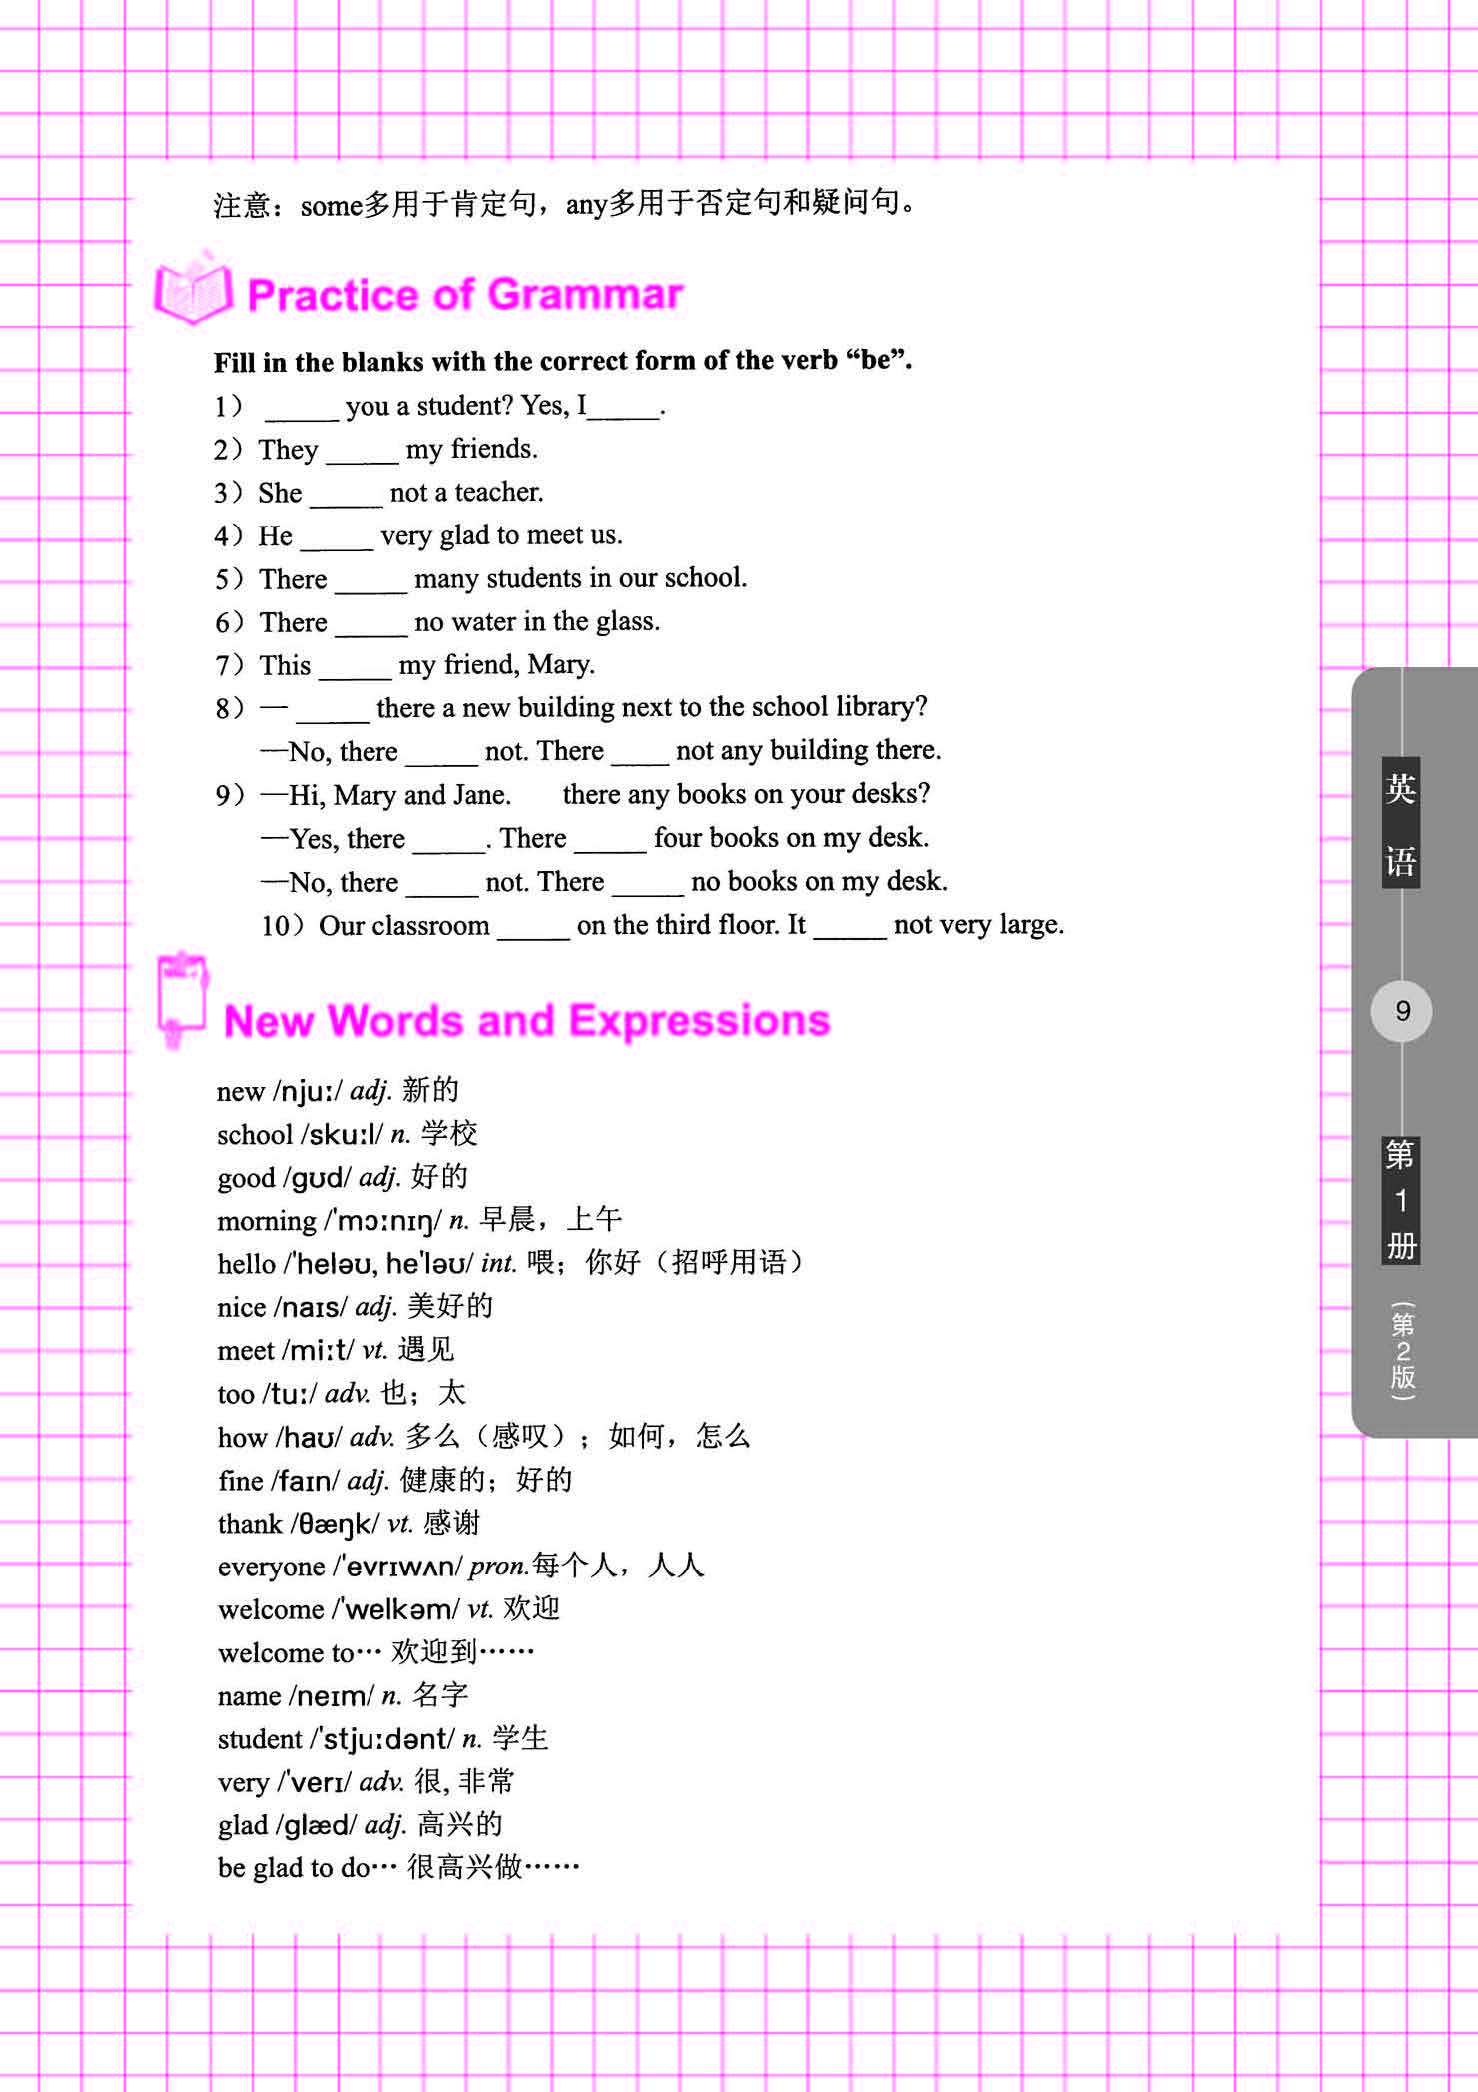 注意：some多用于肯定句，any多用于否定句和疑问句。
Practice of Grammar
Fill in the blanks with the correct form of the verb “be”.
1） _____ you a student? Yes, I_____.
2）They _____ my friends.
3）She _____ not a teacher.
4）He _____ very glad to meet us.
5）There _____ many students in our school.
6）There _____ no water in the glass.
7）This _____ my friend, Mary.
8）— _____ there a new building next to the school library?
—No, there _____ not. There ____ not any building there.
9）—Hi, Mary and Jane. there any books on your desks?
—Yes, there _____. There _____ four books on my desk.
—No, there _____ not. There _____ no books on my desk.
10）Our classroom _____ on the third floor. It _____ not very large.
New Words and Expressions
new /njuː/ adj. 新的
school /skuːl/ n. 学校
good /ɡʊd/ adj. 好的
morning /ˈmɔːnɪŋ/ n. 早晨，上午
hello /ˈheləʊ, heˈləʊ/ int. 喂；你好（招呼用语）
nice /naɪs/ adj. 美好的
meet /miːt/ vt. 遇见
too /tuː/ adv. 也；太
how /haʊ/ adv. 多么（感叹）；如何，怎么
fine /faɪn/ adj. 健康的；好的
thank /θæŋk/ vt. 感谢
everyone /ˈevrɪwʌn/ pron.每个人，人人
welcome /ˈwelkəm/ vt. 欢迎
welcome to… 欢迎到……
name /neɪm/ n. 名字
student /ˈstjuːdənt/ n. 学生
very /ˈverɪ/ adv. 很, 非常
glad /ɡlæd/ adj. 高兴的
be glad to do… 很高兴做……
英语
9
第1册
（第2版）